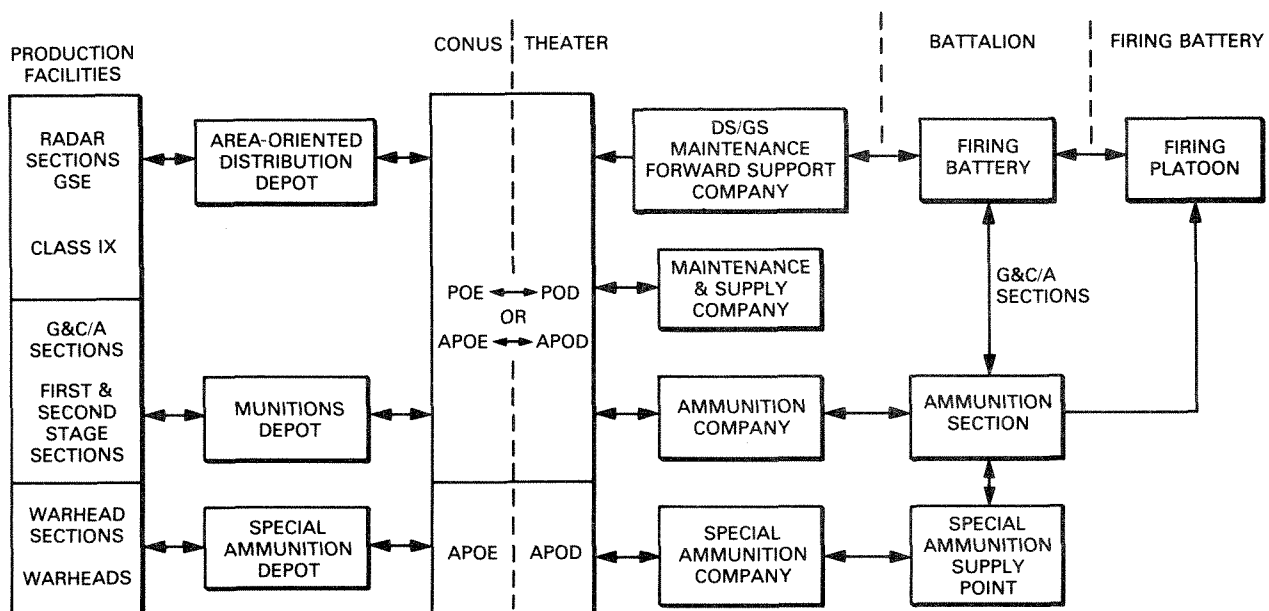 PRODUCTION
FACILITIES
CONUS
THEATER
BATTALION
FIRING BATTERY
RADAR
SECTIONS
GSE
CLASS IX
G&C/A
SECTIONS
FIRST &
SECOND
STAGE
SECTIONS
WARHEAD
SECTIONS
WARHEADS
AREA-ORIENTED
DISTRIBUTION
DEPOT
MUNITIONS
DEPOT
SPECIAL
AMMUNITION
DEPOT
POE
POD
OR
APOE
APOD
APOE
APOD
DS/GS
MAINTENANCE
FORWARD SUPPORT
COMPANY
MAINTENANCE
& SUPPLY
COMPANY
AMMUNITION
COMPANY
SPECIAL
AMMUNITION
COMPANY
FIRING
BATTERY
G&C/A
SECTIONS
AMMUNITION
SECTION
SPECIAL
AMMUNITION
SUPPLY
POINT
FIRING
PLATOON